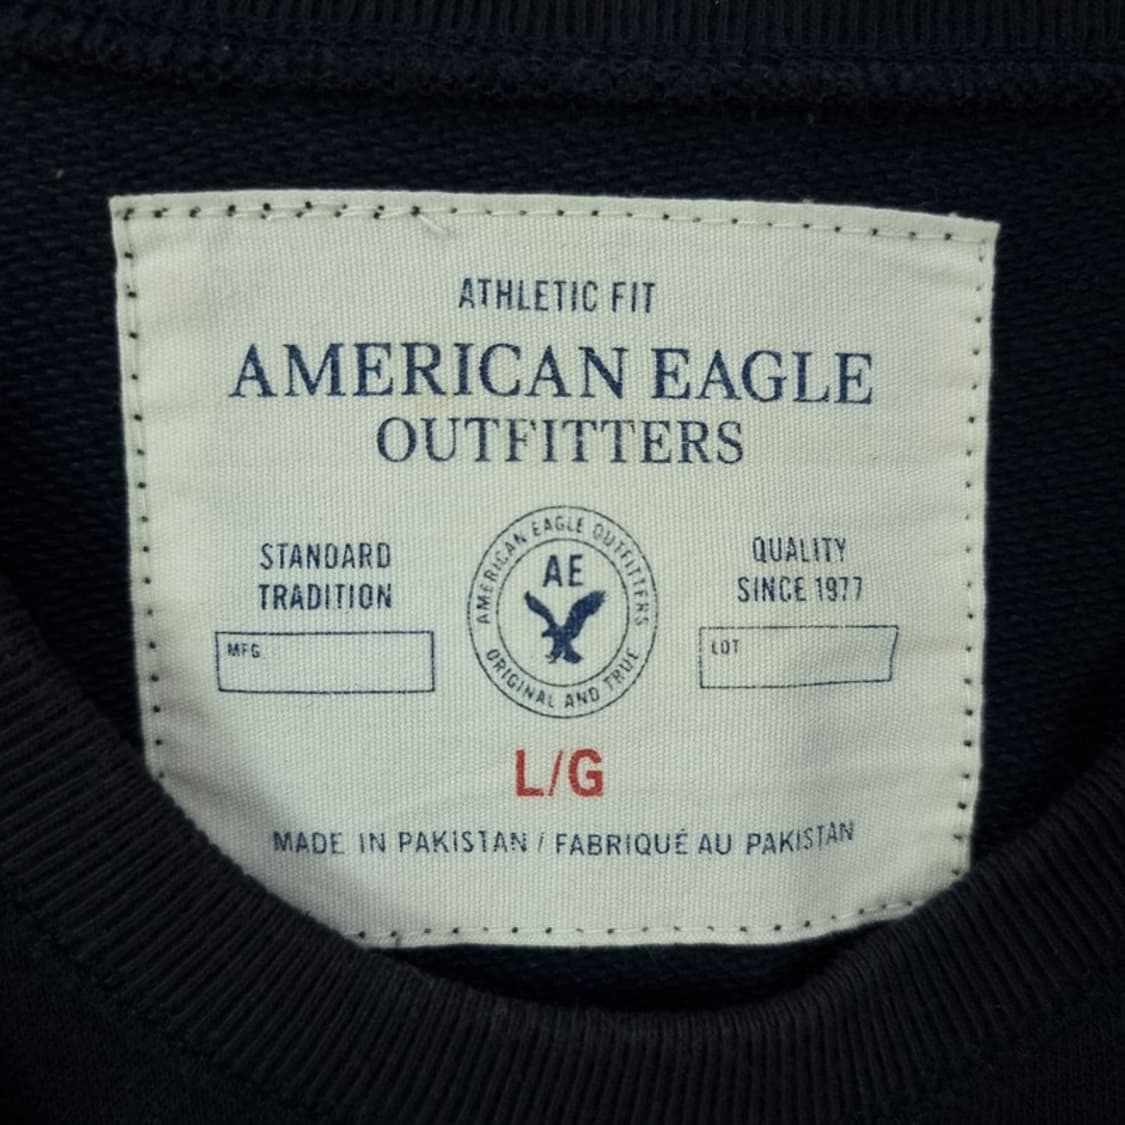 ATHLETIC FIT
AMERICAN EAGLE
OUTFITTERS
STANDARD
TRADITION
MFG.
AMERICAN EAGLE OUTFITTERS
AE
ORIGINAL AND TRUE
QUALITY
SINCE 1977
LOT
L/G
MADE IN PAKISTAN / FABRIQUÉ AU PAKISTAN